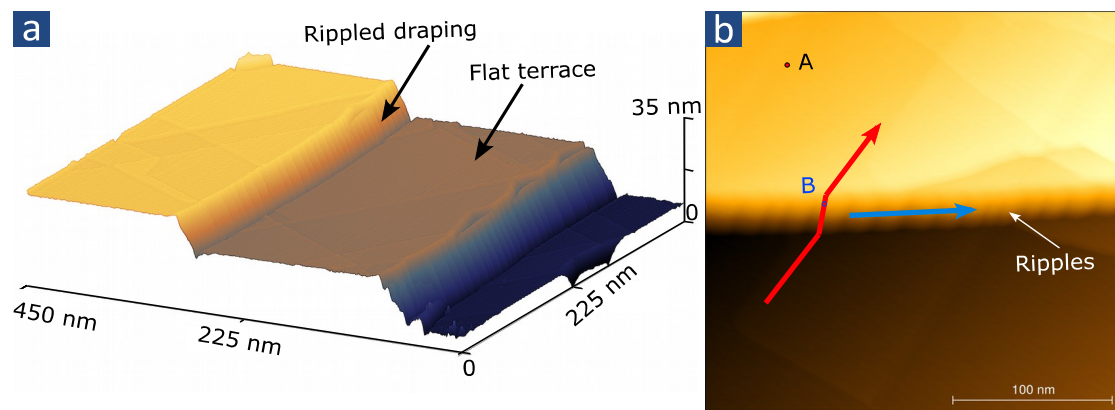 a
Rippled draping
Flat terrace
35 nm
0
225 nm
450 nm
225 nm
0
b
A
B
Ripples
100 nm